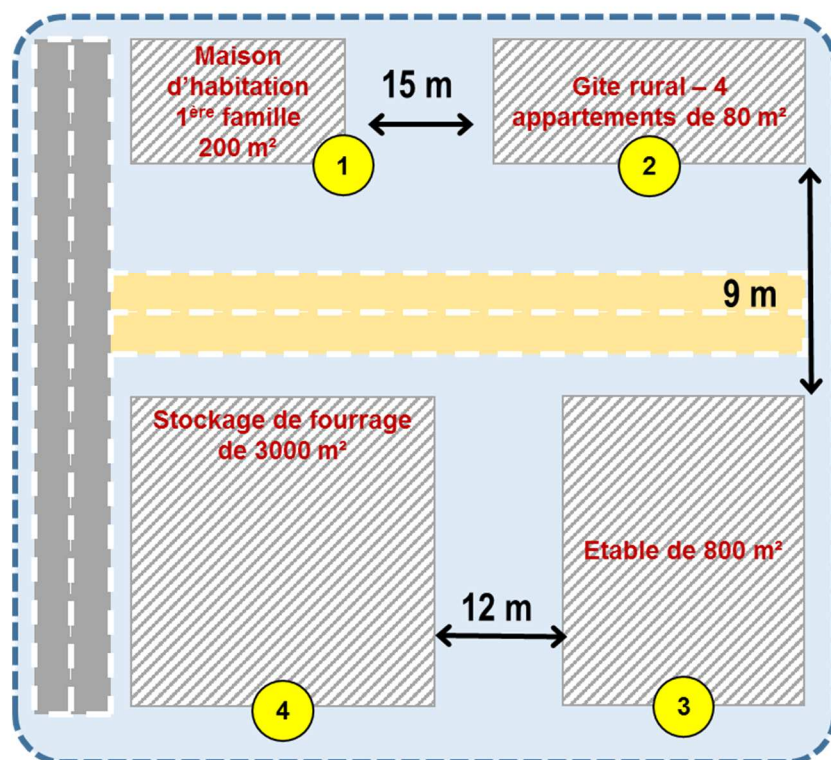 Maison
d'habitation
1ère famille
200 m²
1
15 m
Gite rural – 4
appartements de 80 m²
2
9 m
Stockage de fourrage
de 3000 m²
4
12 m
Etable de 800 m²
3